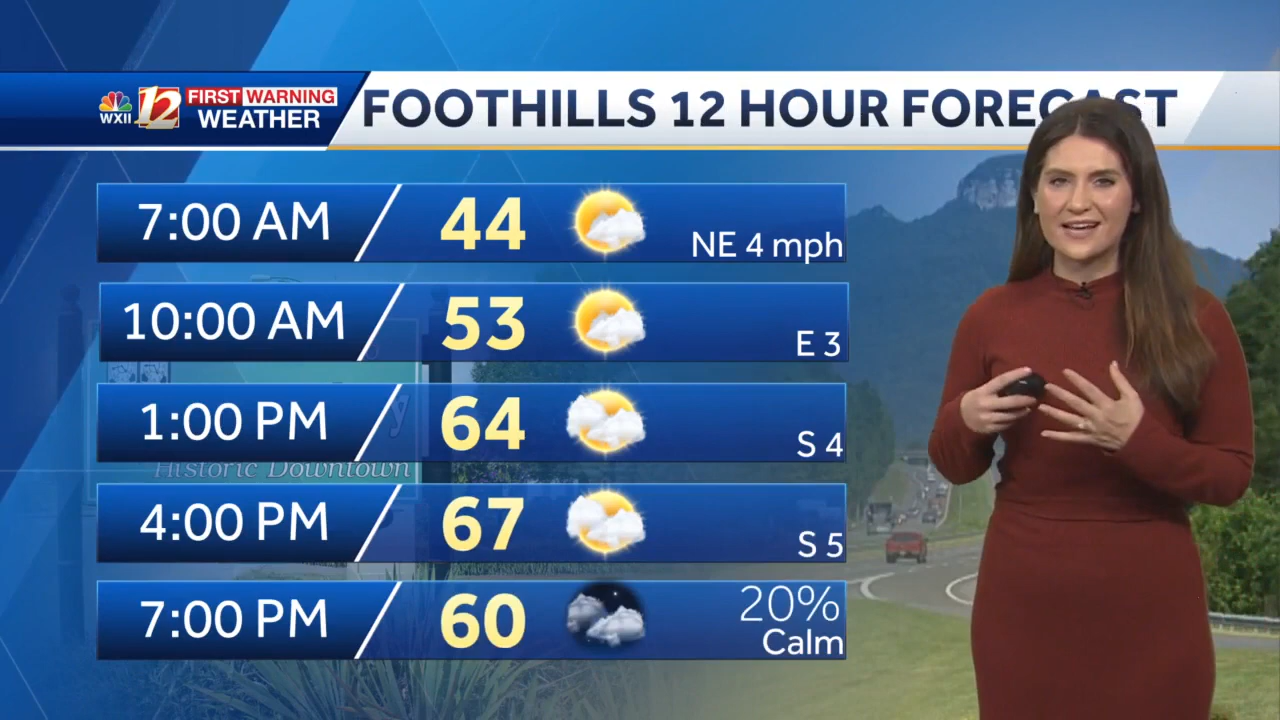 WXII 12 FIRST WARNING
WEATHER
FOOTHILLS 12 HOUR FORECAST
7:00 AM 44 NE 4 mph
10:00 AM 53 E 3
1:00 PM 64 S 4
Historic Downtown
4:00 PM 67 S 5
7:00 PM 60 20%
Calm